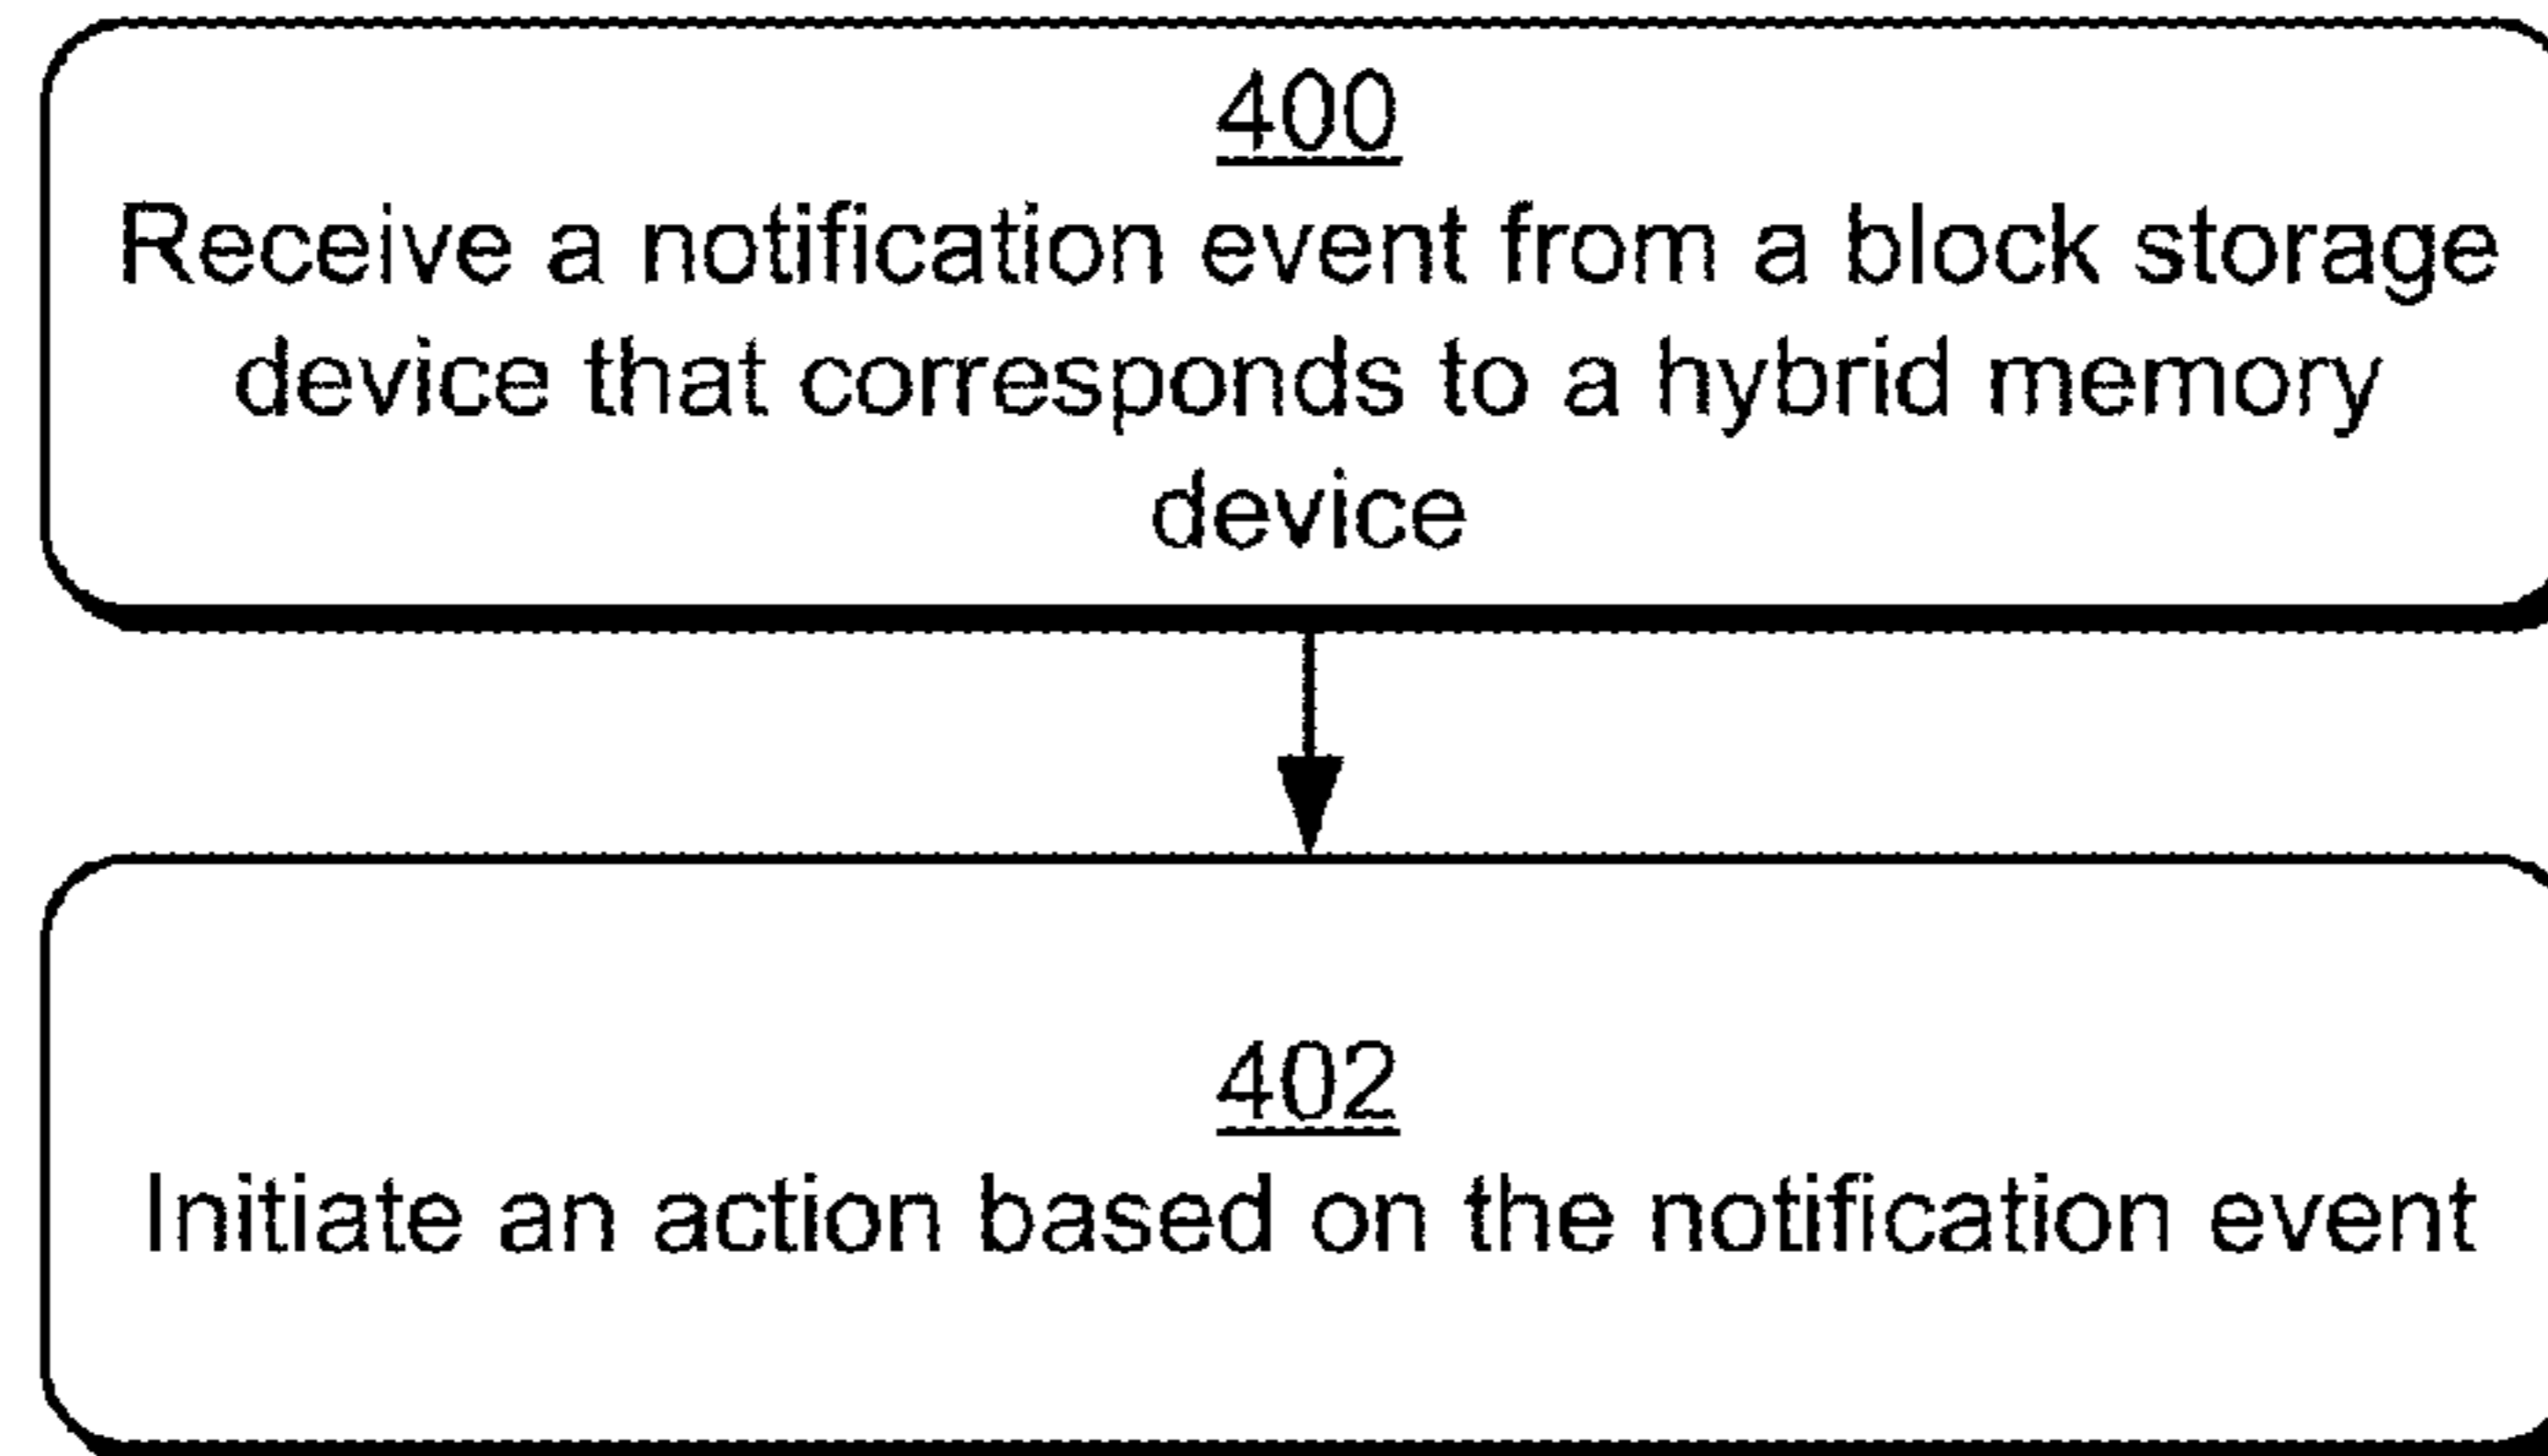 400
Receive a notification event from a block storage
device that corresponds to a hybrid memory
device
402
Initiate an action based on the notification event